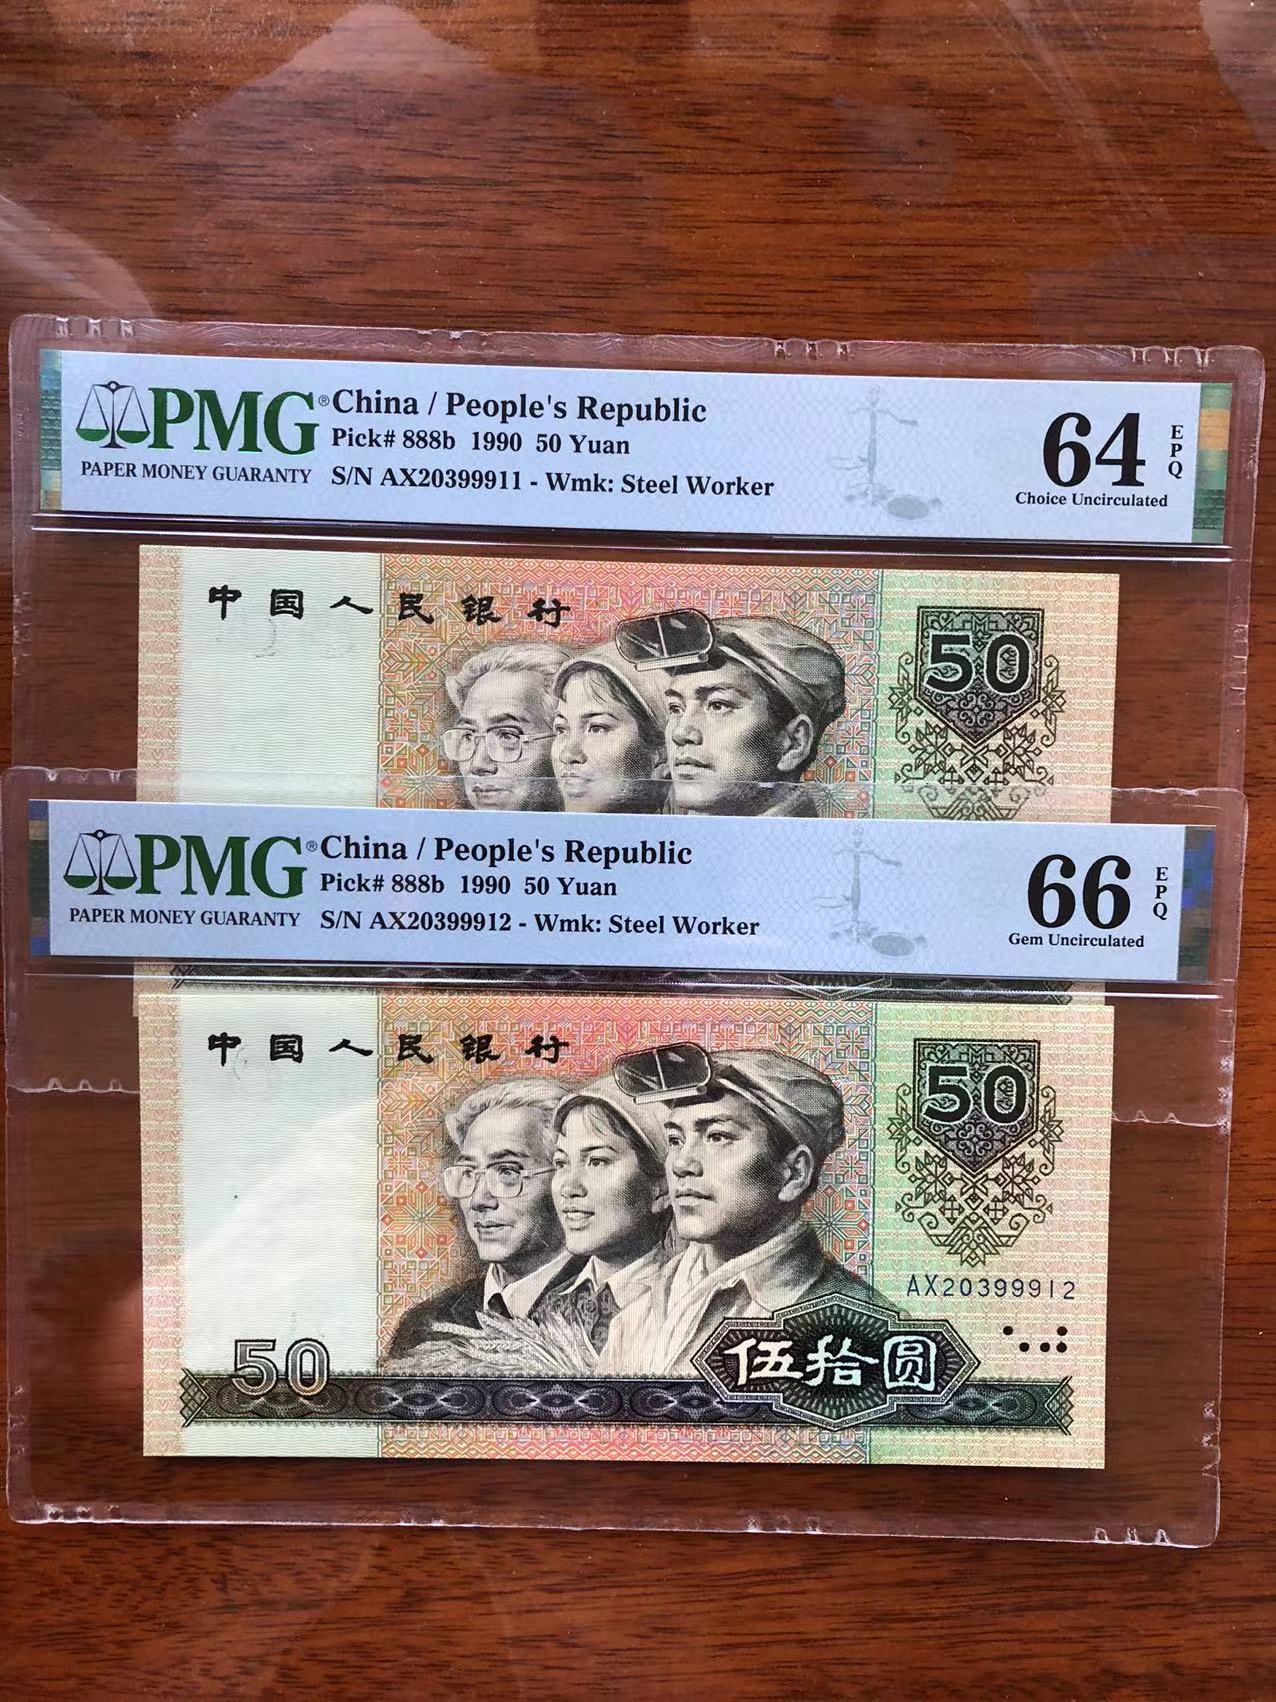 PMG® China / People's Republic
Pick# 888b 1990 50 Yuan
PAPER MONEY GUARANTY S/N AX20399911 - Wmk: Steel Worker
64 EPQ
Choice Uncirculated
中国人民银行
50
PMG® China / People's Republic
Pick# 888b 1990 50 Yuan
PAPER MONEY GUARANTY S/N AX20399912 - Wmk: Steel Worker
66 EPQ
Gem Uncirculated
中国人民银行
50
AX20399912
50
伍拾圆